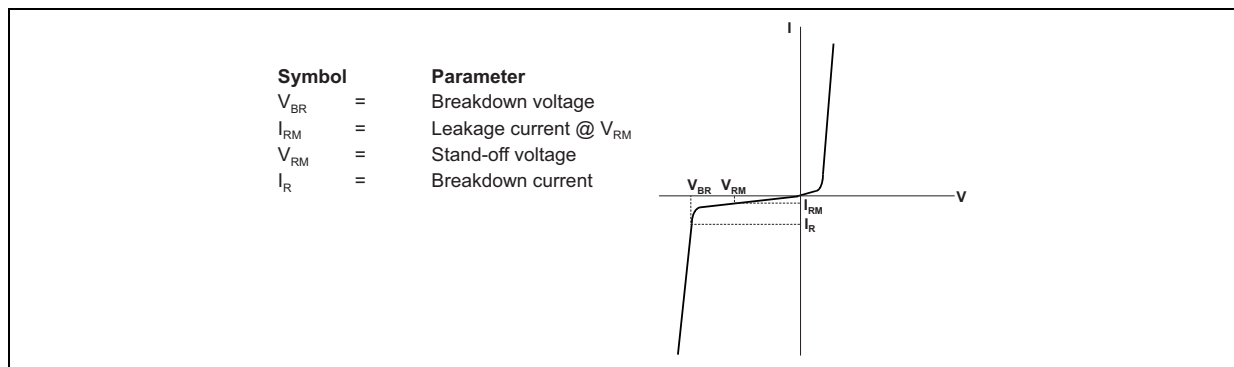 Symbol Parameter
V_BR = Breakdown voltage
I_RM = Leakage current @ V_RM
V_RM = Stand-off voltage
I_R = Breakdown current
I
V_BR V_RM
V
I_RM
I_R